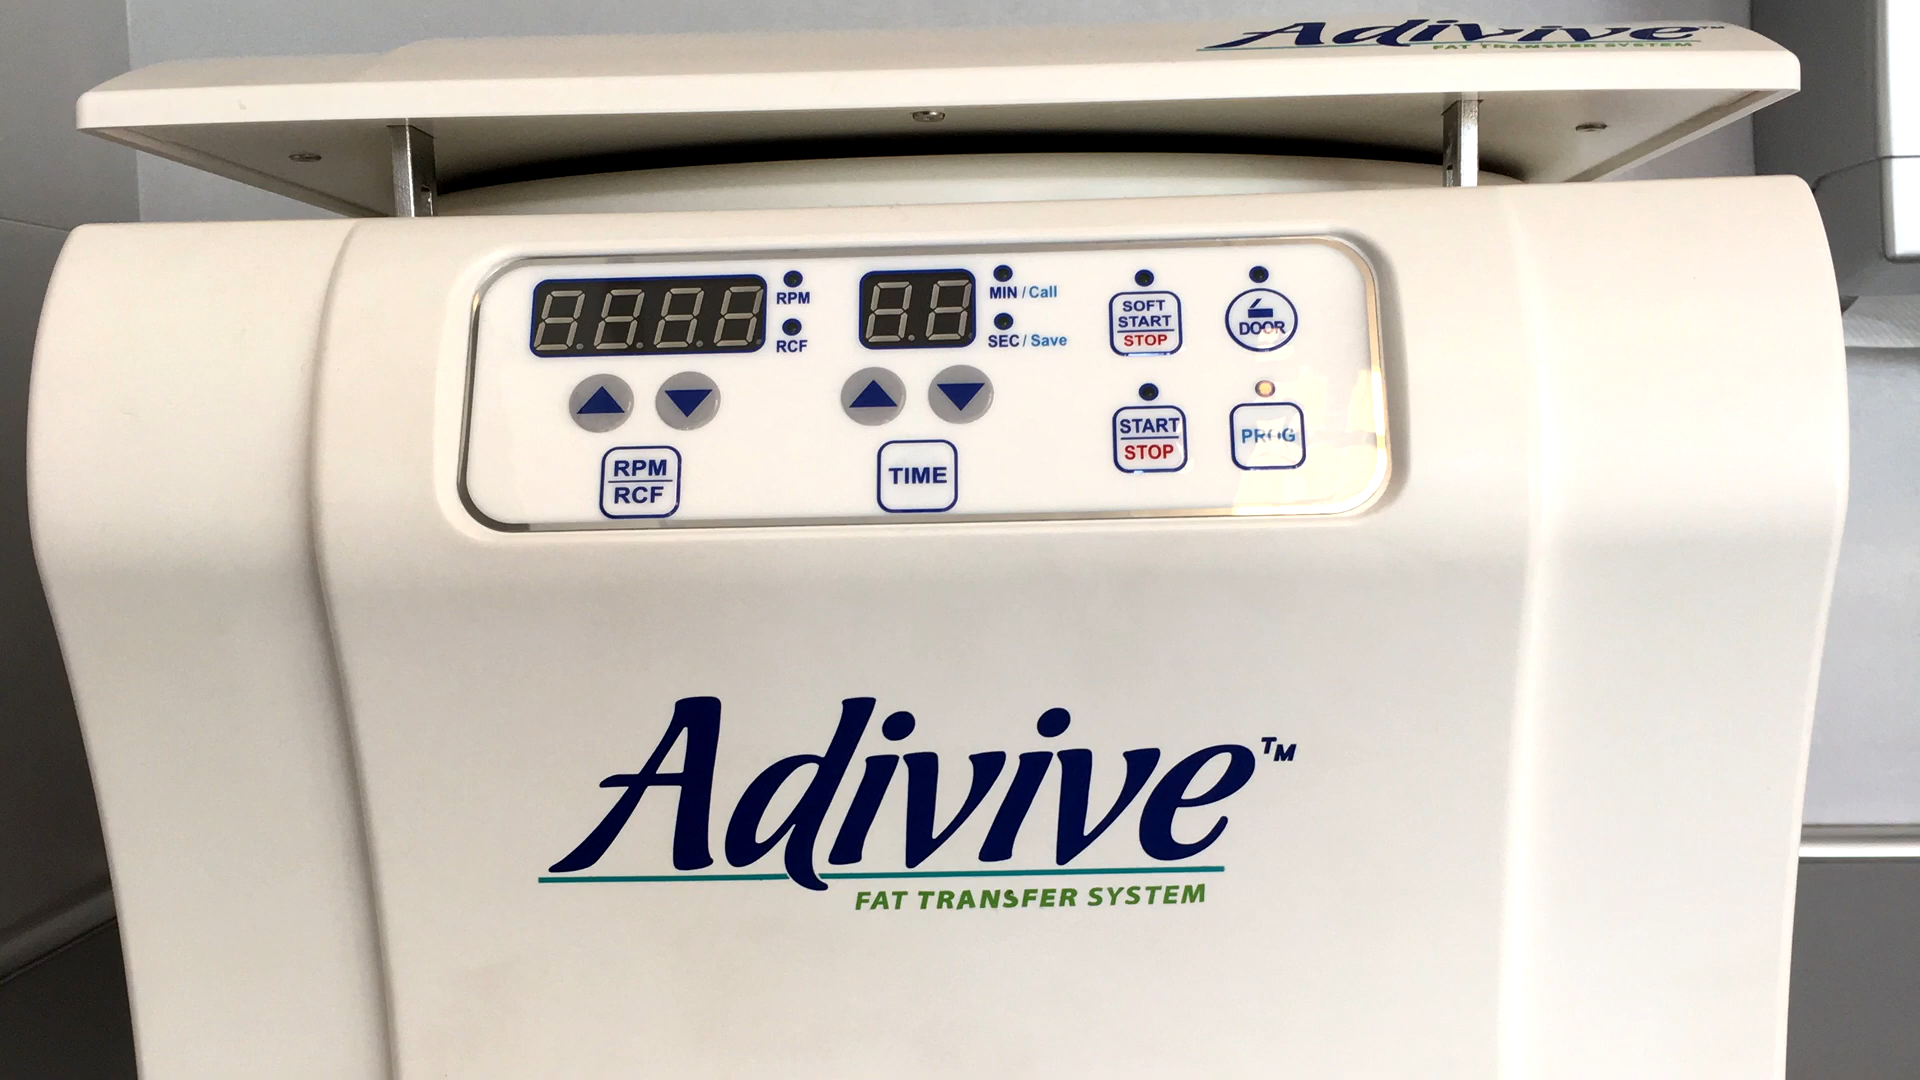 Adivive™
FAT TRANSFER SYSTEM
RPM
RCF
MIN / Call
SEC / Save
SOFT
START
STOP
DOOR
RPM
RCF
TIME
START
STOP
PROG
Adivive™
FAT TRANSFER SYSTEM